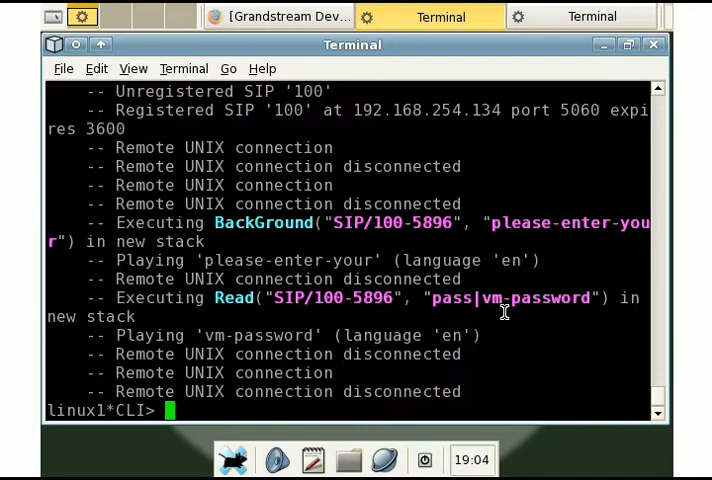 [Grandstream Dev...
Terminal
Terminal
Terminal
File Edit View Terminal Go Help
-- Unregistered SIP '100'
-- Registered SIP '100' at 192.168.254.134 port 5060 expi
res 3600
-- Remote UNIX connection
-- Remote UNIX connection disconnected
-- Remote UNIX connection
-- Remote UNIX connection disconnected
-- Executing BackGround("SIP/100-5896", "please-enter-you
r") in new stack
-- Playing 'please-enter-your' (language 'en')
-- Remote UNIX connection disconnected
-- Executing Read("SIP/100-5896", "pass|vm-password") in
new stack
-- Playing 'vm-password' (language 'en')
-- Remote UNIX connection disconnected
-- Remote UNIX connection
-- Remote UNIX connection disconnected
linux1*CLI>
19:04